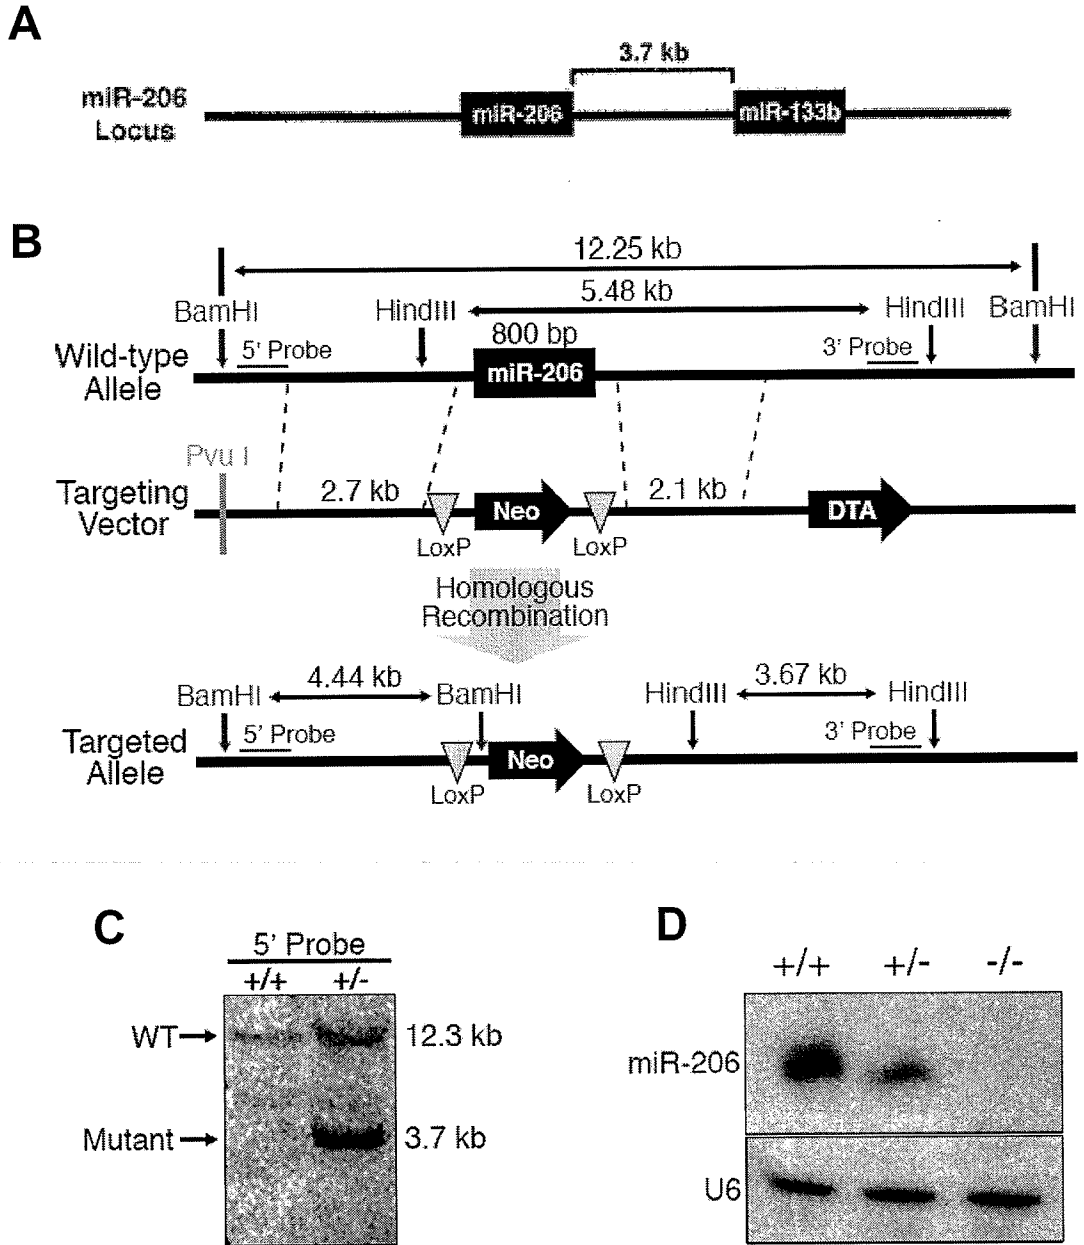 A
3.7 kb
miR-206
Locus
miR-206
miR-133b
B
12.25 kb
5.48 kb
BamHI
HindIII
HindIII
BamHI
800 bp
5' Probe
3' Probe
Wild-type
Allele
miR-206
Pvu I
Targeting
Vector
2.7 kb
2.1 kb
Neo
DTA
LoxP
LoxP
Homologous
Recombination
4.44 kb
3.67 kb
BamHI
BamHI
HindIII
HindIII
5' Probe
3' Probe
Targeted
Allele
Neo
LoxP
LoxP
C
5' Probe
+/+ +/-
WT
12.3 kb
Mutant
3.7 kb
D
+/+ +/- -/-
miR-206
U6